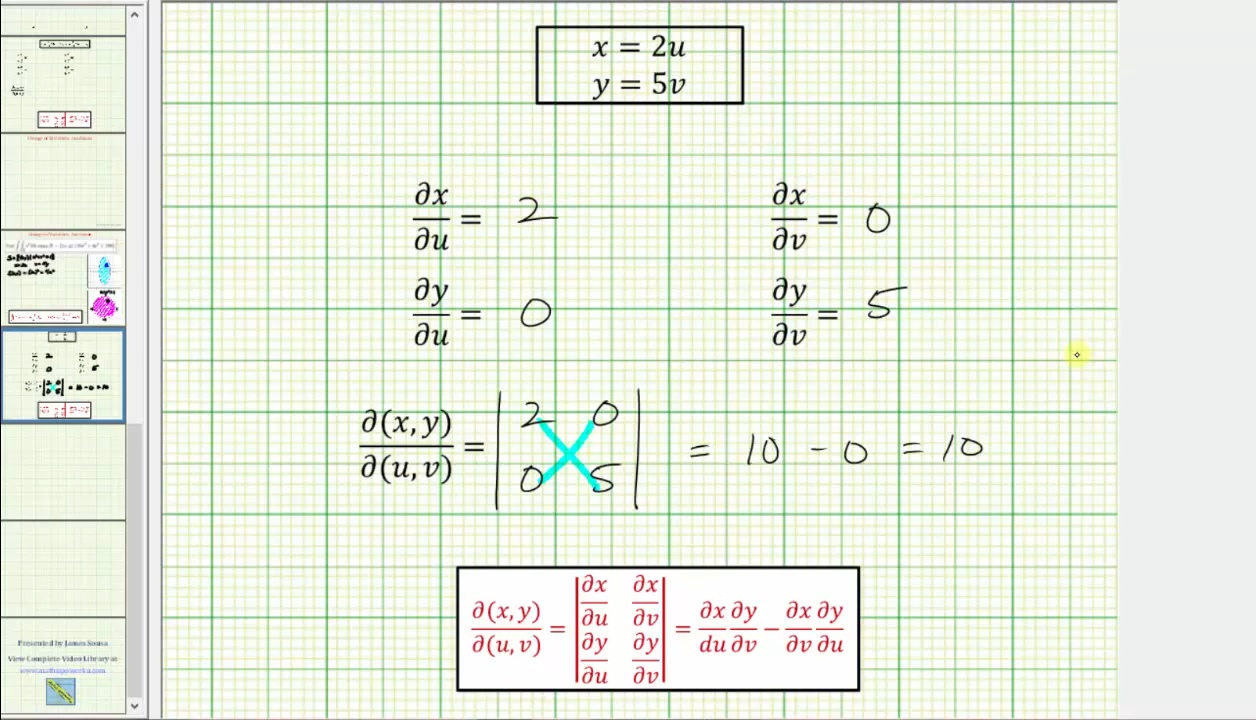 x = 2u
y = 5v
∂x/∂u = 2
∂x/∂v = 0
∂y/∂u = 0
∂y/∂v = 5
∂(x, y)/∂(u, v) = | 2 0 |
| 0 5 | = 10 - 0 = 10
∂(x, y)/∂(u, v) = | ∂x/∂u ∂x/∂v |
| ∂y/∂u ∂y/∂v | = ∂x/du ∂y/∂v − ∂x/∂v ∂y/∂u
Presented by James Sousa
View Complete Video Library at